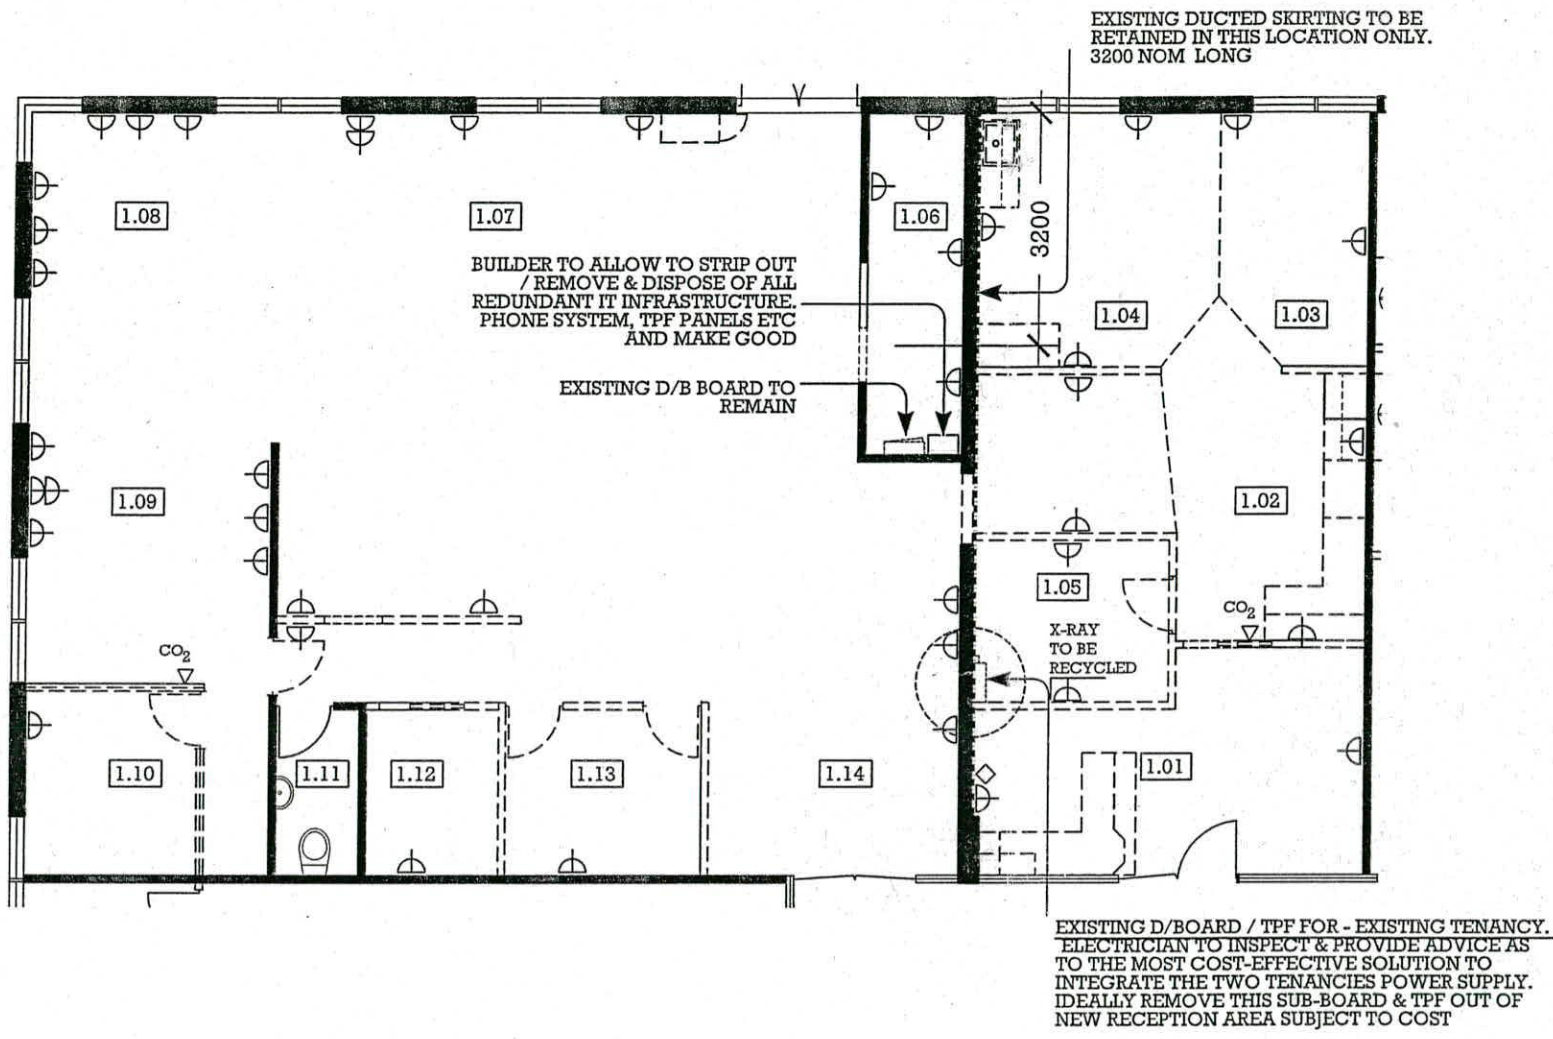 EXISTING DUCTED SKIRTING TO BE
RETAINED IN THIS LOCATION ONLY.
3200 NOM LONG
1.08
1.07
1.06
3200
1.04
1.03
BUILDER TO ALLOW TO STRIP OUT
/ REMOVE & DISPOSE OF ALL
REDUNDANT IT INFRASTRUCTURE.
PHONE SYSTEM, TPF PANELS ETC
AND MAKE GOOD
EXISTING D/B BOARD TO
REMAIN
1.09
1.02
1.05
CO2
X-RAY
TO BE
RECYCLED
CO2
1.10
1.11
1.12
1.13
1.14
1.01
EXISTING D/BOARD / TPF FOR - EXISTING TENANCY.
ELECTRICIAN TO INSPECT & PROVIDE ADVICE AS
TO THE MOST COST-EFFECTIVE SOLUTION TO
INTEGRATE THE TWO TENANCIES POWER SUPPLY.
IDEALLY REMOVE THIS SUB-BOARD & TPF OUT OF
NEW RECEPTION AREA SUBJECT TO COST